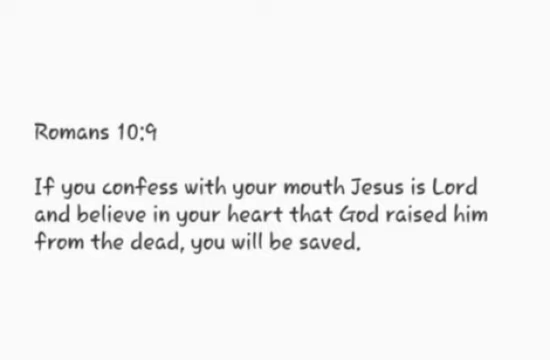 Romans 10:9
If you confess with your mouth Jesus is Lord
and believe in your heart that God raised him
from the dead, you will be saved.